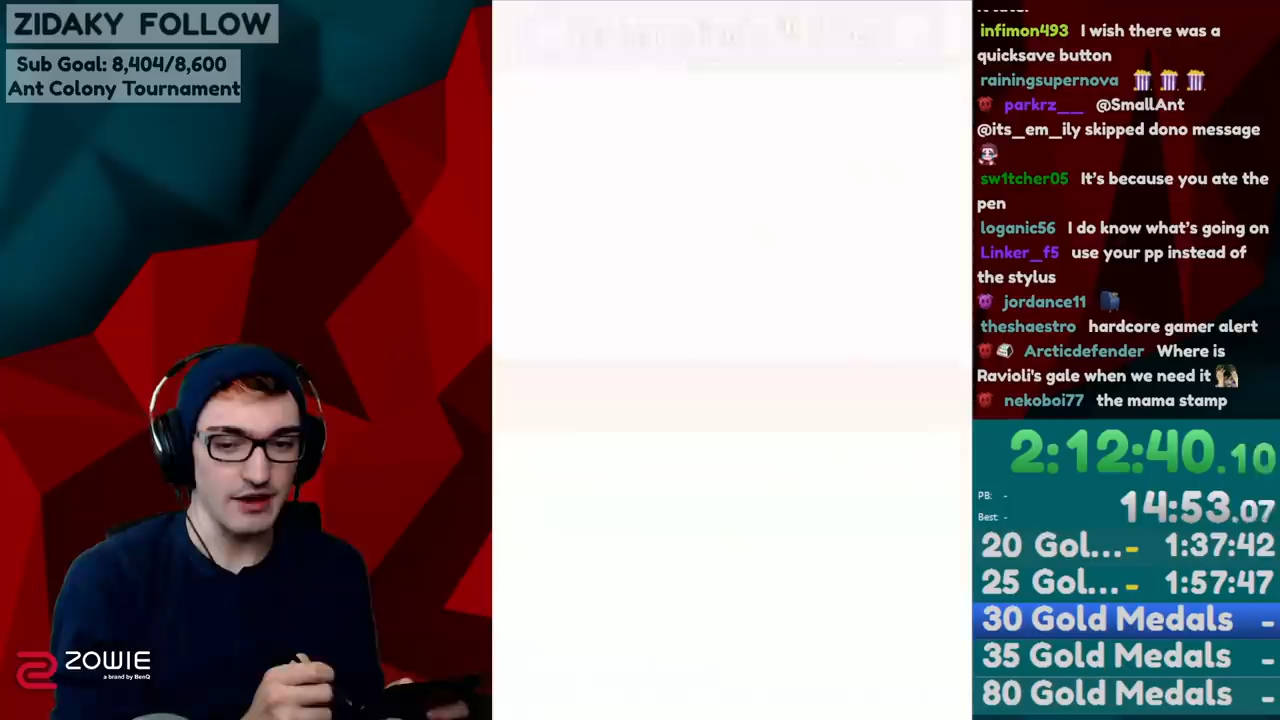 ZIDAKY FOLLOW
Sub Goal: 8,404/8,600
Ant Colony Tournament
infimon493 I wish there was a
quicksave button
rainingsupernova
parkrz__ @SmallAnt
@its_em_ily skipped dono message
sw1tcher05 It’s because you ate the
pen
loganic56 I do know what’s going on
Linker_f5 use your pp instead of
the stylus
jordance11
theshaestro hardcore gamer alert
Arcticdefender Where is
Ravioli's gale when we need it
nekoboi77 the mama stamp
2:12:40.10
PB: -
14:53.07
Best: -
20 Gol...- 1:37:42
25 Gol...- 1:57:47
30 Gold Medals -
35 Gold Medals -
80 Gold Medals -
ZOWIE
a brand by BenQ